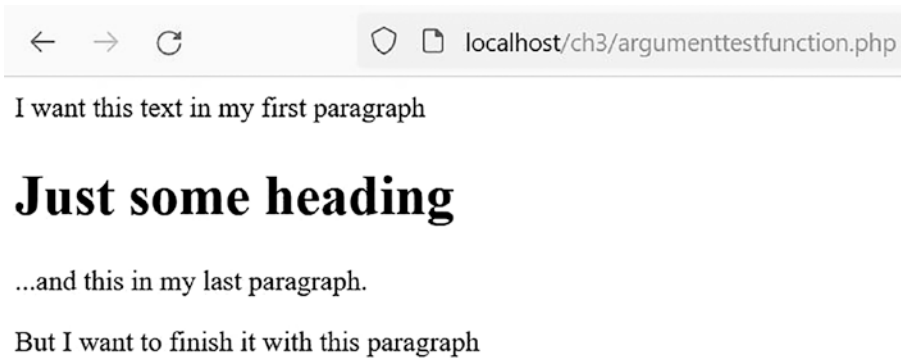 localhost/ch3/argumenttestfunction.php
I want this text in my first paragraph
Just some heading
...and this in my last paragraph.
But I want to finish it with this paragraph